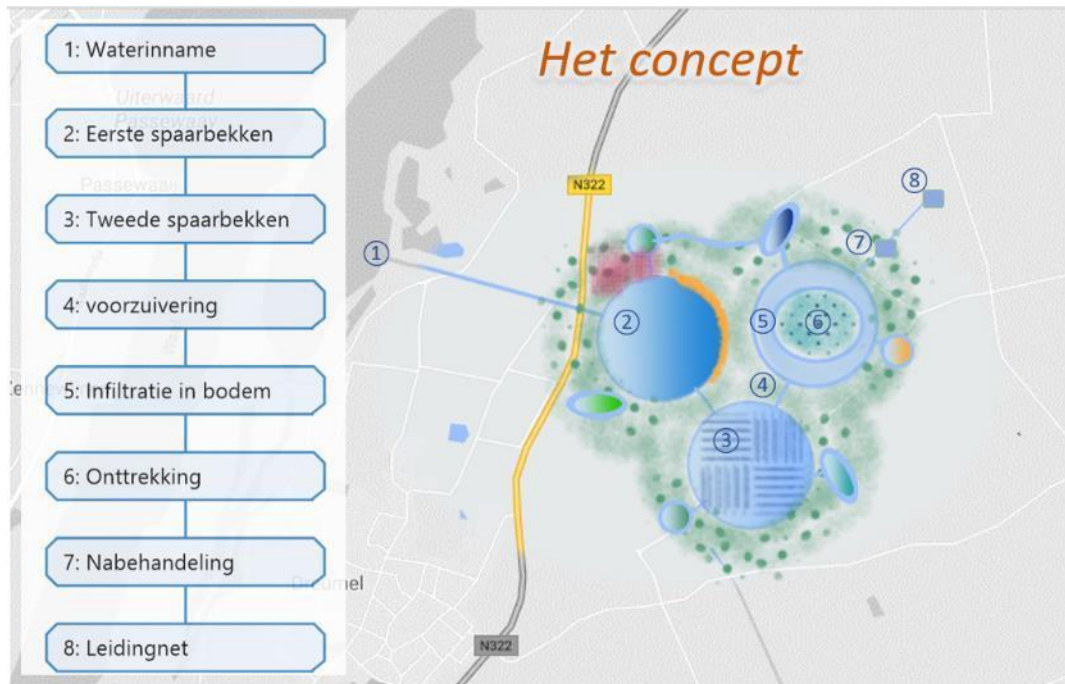 Het concept
1: Waterinname
2: Eerste spaarbekken
3: Tweede spaarbekken
4: voorzuivering
5: Infiltratie in bodem
6: Onttrekking
7: Nabehandeling
8: Leidingnet
Uiterwaard
Passewaay
Passewaaij
Dreumel
N322
N322
1
2
3
4
5
6
7
8